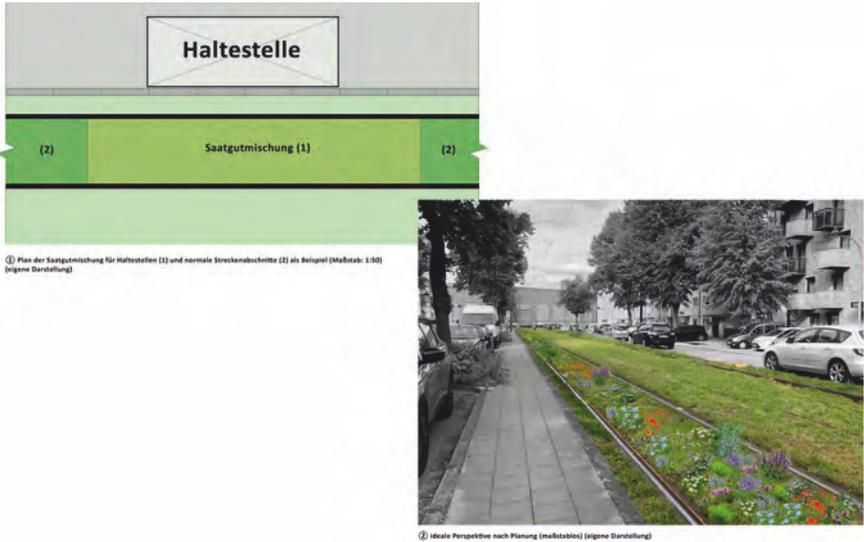 Haltestelle
(2)
Saatgutmischung (1)
(2)
① Plan der Saatgutmischung für Haltestellen (1) und normale Streckenabschnitte (2) als Beispiel (Maßstab: 1:50)
(eigene Darstellung)
② ideale Perspektive nach Planung (maßstablos) (eigene Darstellung)